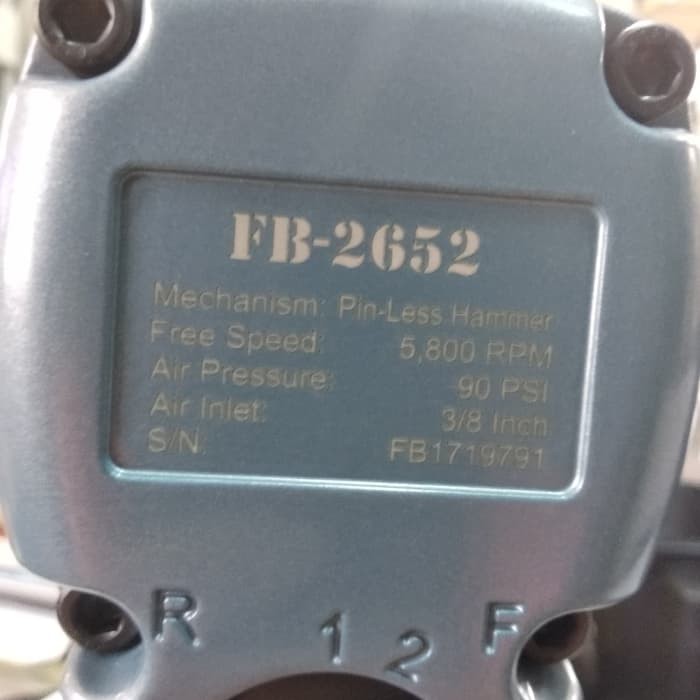 FB-2652
Mechanism: Pin-Less Hammer
Free Speed: 5,800 RPM
Air Pressure: 90 PSI
Air Inlet: 3/8 Inch
S/N: FB1719791
R 1 2 F